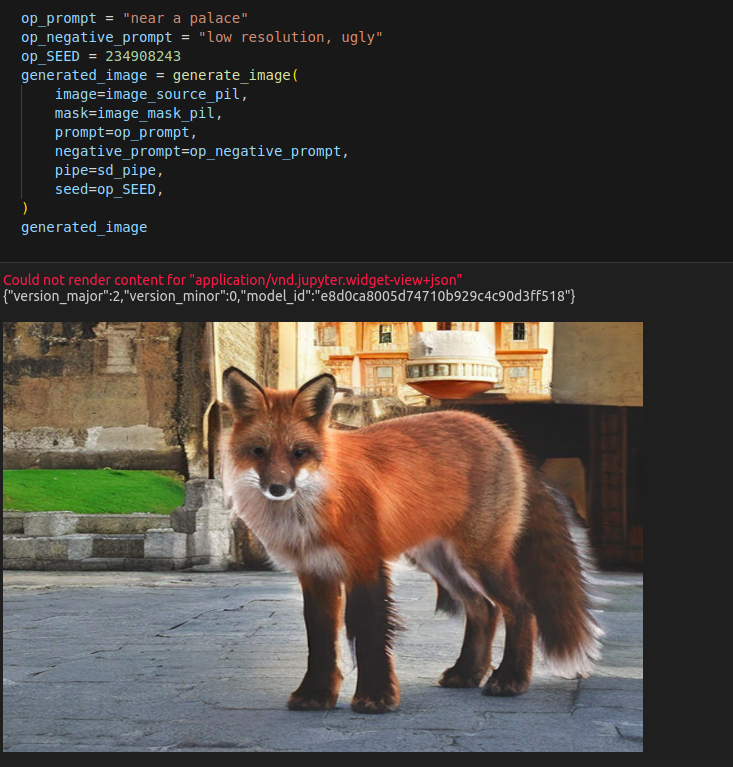 op_prompt = "near a palace"
op_negative_prompt = "low resolution, ugly"
op_SEED = 234908243
generated_image = generate_image(
    image=image_source_pil,
    mask=image_mask_pil,
    prompt=op_prompt,
    negative_prompt=op_negative_prompt,
    pipe=sd_pipe,
    seed=op_SEED,
)
generated_image
Could not render content for "application/vnd.jupyter.widget-view+json"
{"version_major":2,"version_minor":0,"model_id":"e8d0ca8005d74710b929c4c90d3ff518"}